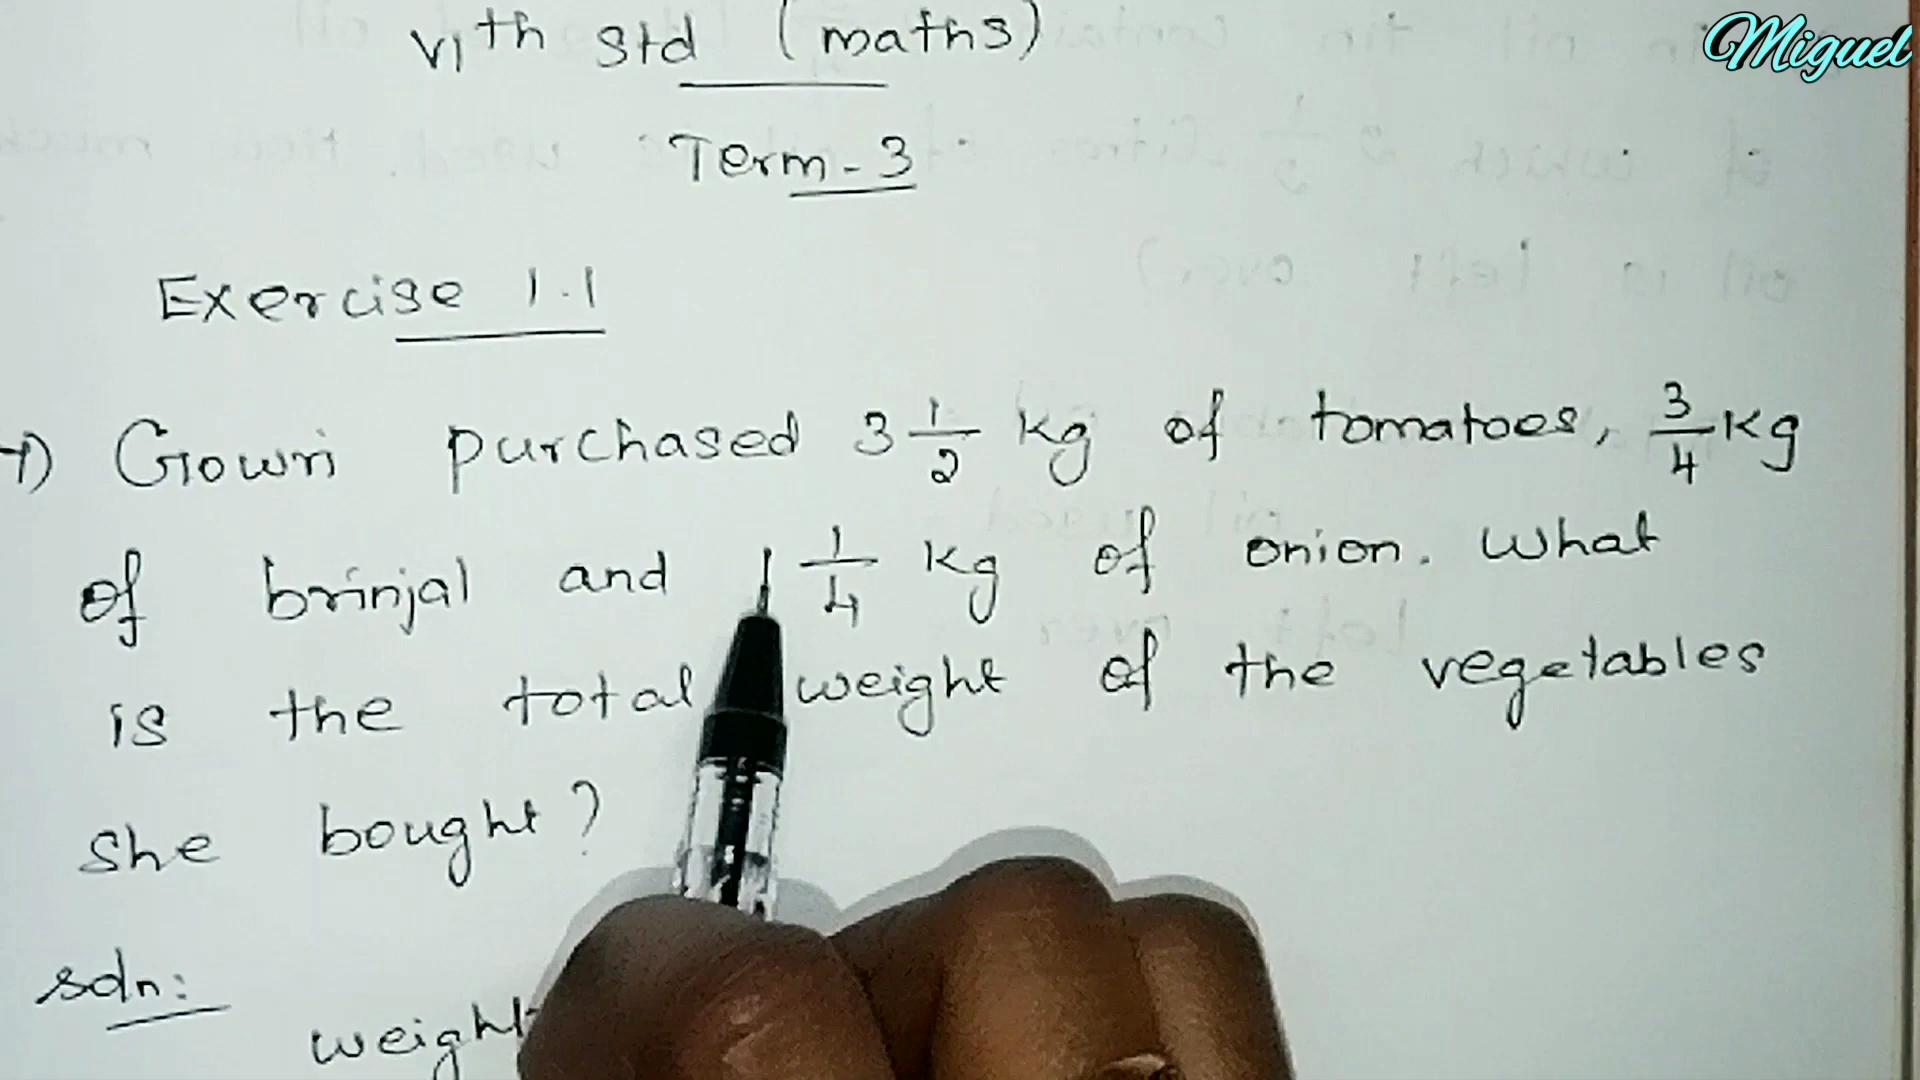 Miguel
VIth Std (maths)
Term-3
Exercise 1.1
7) Gowri purchased 3 1/2 kg of tomatoes, 3/4 kg
of brinjal and 1 1/4 kg of onion. What
is the total weight of the vegetables
she bought?
Soln:
weight